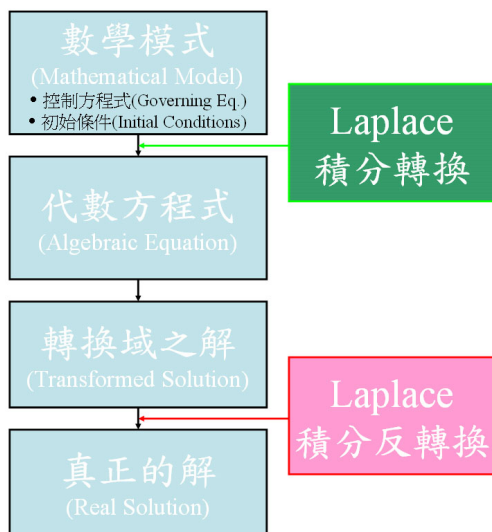 數學模式
(Mathematical Model)
• 控制方程式(Governing Eq.)
• 初始條件(Initial Conditions)
Laplace
積分轉換
代數方程式
(Algebraic Equation)
轉換域之解
(Transformed Solution)
Laplace
積分反轉換
真正的解
(Real Solution)